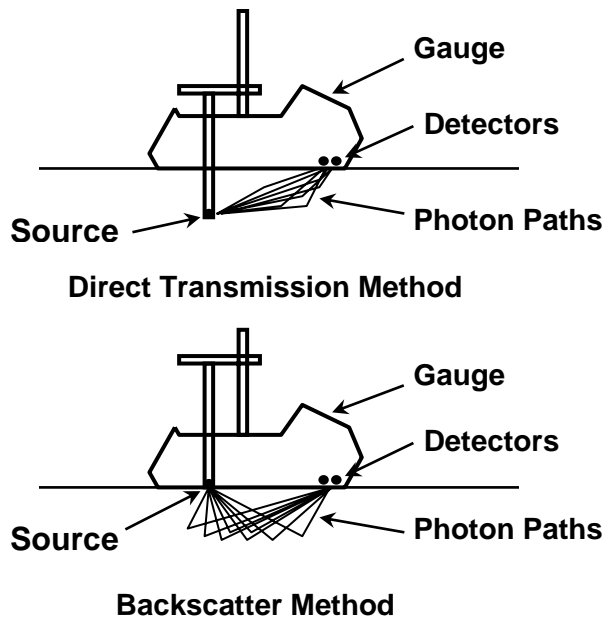 Gauge
Detectors
Photon Paths
Source
Direct Transmission Method
Gauge
Detectors
Photon Paths
Source
Backscatter Method